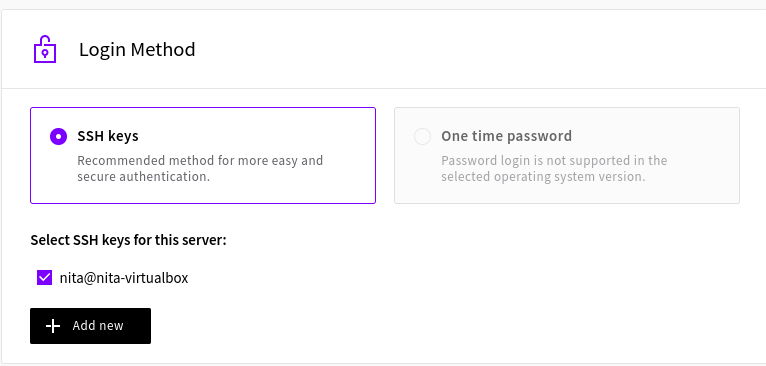 Login Method
SSH keys
Recommended method for more easy and
secure authentication.
One time password
Password login is not supported in the
selected operating system version.
Select SSH keys for this server:
nita@nita-virtualbox
Add new